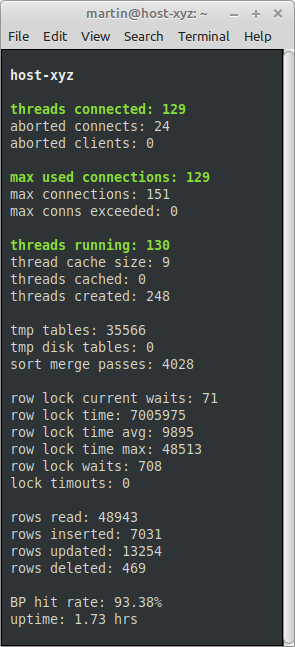 martin@host-xyz: ~
File Edit View Search Terminal Help
host-xyz
threads connected: 129
aborted connects: 24
aborted clients: 0
max used connections: 129
max connections: 151
max conns exceeded: 0
threads running: 130
thread cache size: 9
threads cached: 0
threads created: 248
tmp tables: 35566
tmp disk tables: 0
sort merge passes: 4028
row lock current waits: 71
row lock time: 7005975
row lock time avg: 9895
row lock time max: 48513
row lock waits: 708
lock timouts: 0
rows read: 48943
rows inserted: 7031
rows updated: 13254
rows deleted: 469
BP hit rate: 93.38%
uptime: 1.73 hrs